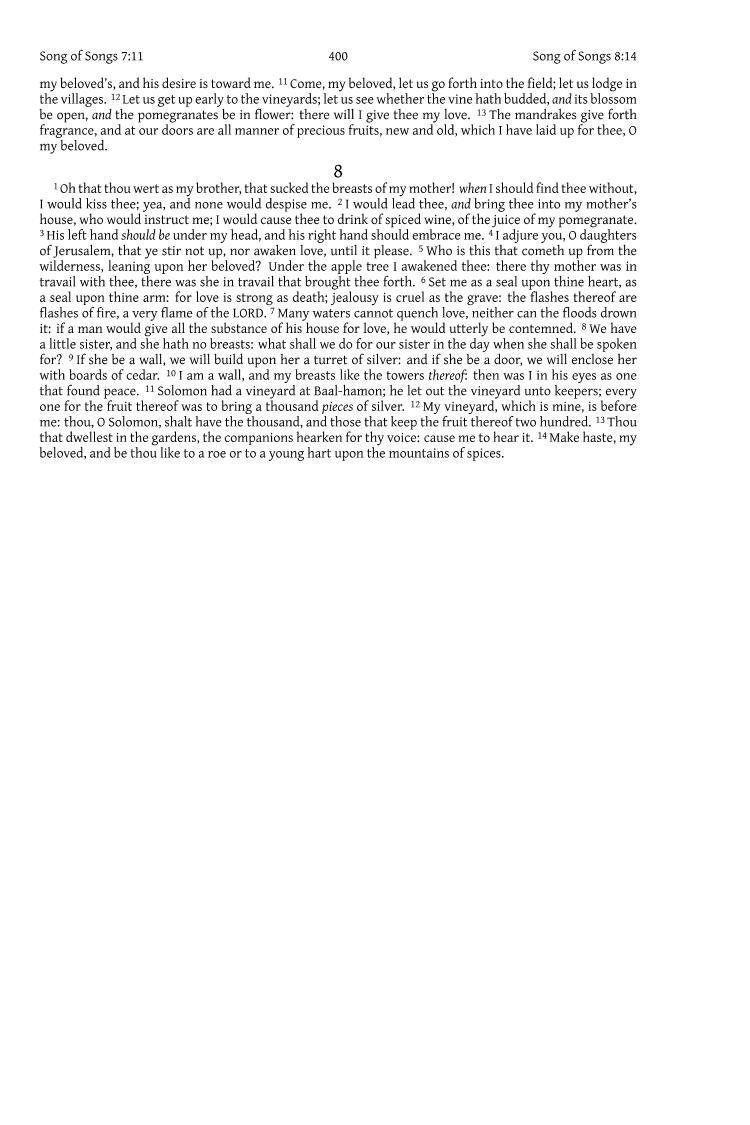 Song of Songs 7:11 400 Song of Songs 8:14
my beloved's, and his desire is toward me. 11 Come, my beloved, let us go forth into the field; let us lodge in
the villages. 12 Let us get up early to the vineyards; let us see whether the vine hath budded, and its blossom
be open, and the pomegranates be in flower: there will I give thee my love. 13 The mandrakes give forth
fragrance, and at our doors are all manner of precious fruits, new and old, which I have laid up for thee, O
my beloved.
8
1 Oh that thou wert as my brother, that sucked the breasts of my mother! when I should find thee without,
I would kiss thee; yea, and none would despise me. 2 I would lead thee, and bring thee into my mother's
house, who would instruct me; I would cause thee to drink of spiced wine, of the juice of my pomegranate.
3 His left hand should be under my head, and his right hand should embrace me. 4 I adjure you, O daughters
of Jerusalem, that ye stir not up, nor awaken love, until it please. 5 Who is this that cometh up from the
wilderness, leaning upon her beloved? Under the apple tree I awakened thee: there thy mother was in
travail with thee, there was she in travail that brought thee forth. 6 Set me as a seal upon thine heart, as
a seal upon thine arm: for love is strong as death; jealousy is cruel as the grave: the flashes thereof are
flashes of fire, a very flame of the LORD. 7 Many waters cannot quench love, neither can the floods drown
it: if a man would give all the substance of his house for love, he would utterly be contemned. 8 We have
a little sister, and she hath no breasts: what shall we do for our sister in the day when she shall be spoken
for? 9 If she be a wall, we will build upon her a turret of silver: and if she be a door, we will enclose her
with boards of cedar. 10 I am a wall, and my breasts like the towers thereof: then was I in his eyes as one
that found peace. 11 Solomon had a vineyard at Baal-hamon; he let out the vineyard unto keepers; every
one for the fruit thereof was to bring a thousand pieces of silver. 12 My vineyard, which is mine, is before
me: thou, O Solomon, shalt have the thousand, and those that keep the fruit thereof two hundred. 13 Thou
that dwellest in the gardens, the companions hearken for thy voice: cause me to hear it. 14 Make haste, my
beloved, and be thou like to a roe or to a young hart upon the mountains of spices.